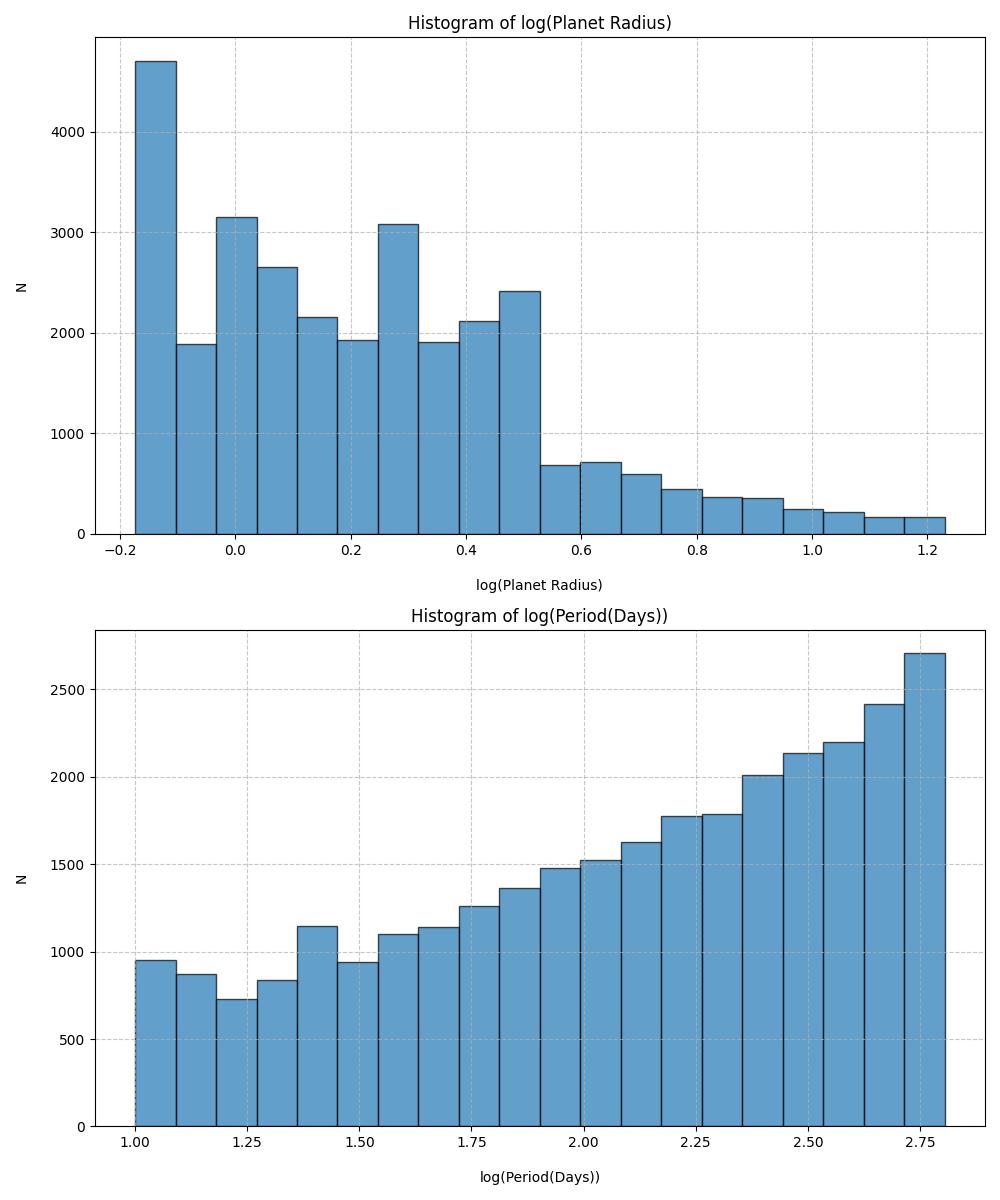 Histogram of log(Planet Radius)
4000
3000
2000
1000
0
N
−0.2 0.0 0.2 0.4 0.6 0.8 1.0 1.2
log(Planet Radius)
Histogram of log(Period(Days))
2500
2000
1500
1000
500
0
N
1.00 1.25 1.50 1.75 2.00 2.25 2.50 2.75
log(Period(Days))